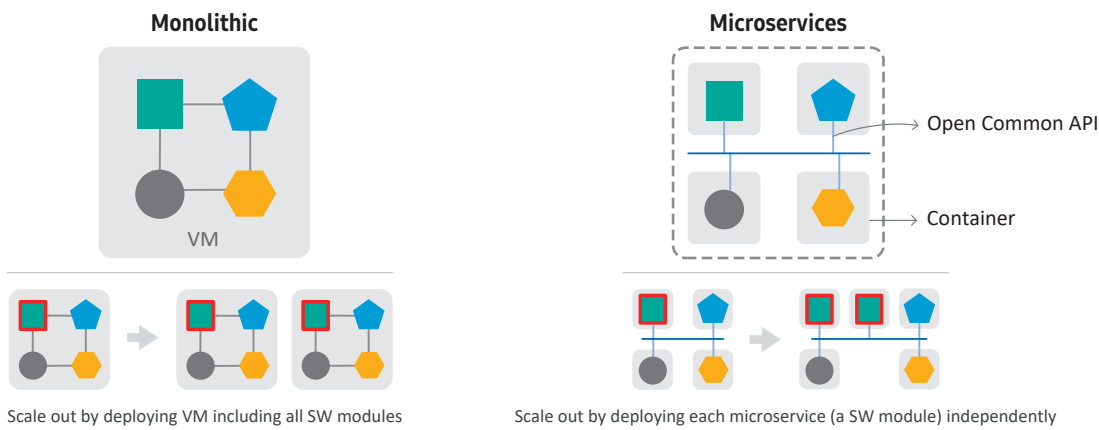 Monolithic
Microservices
VM
Open Common API
Container
Scale out by deploying VM including all SW modules
Scale out by deploying each microservice (a SW module) independently